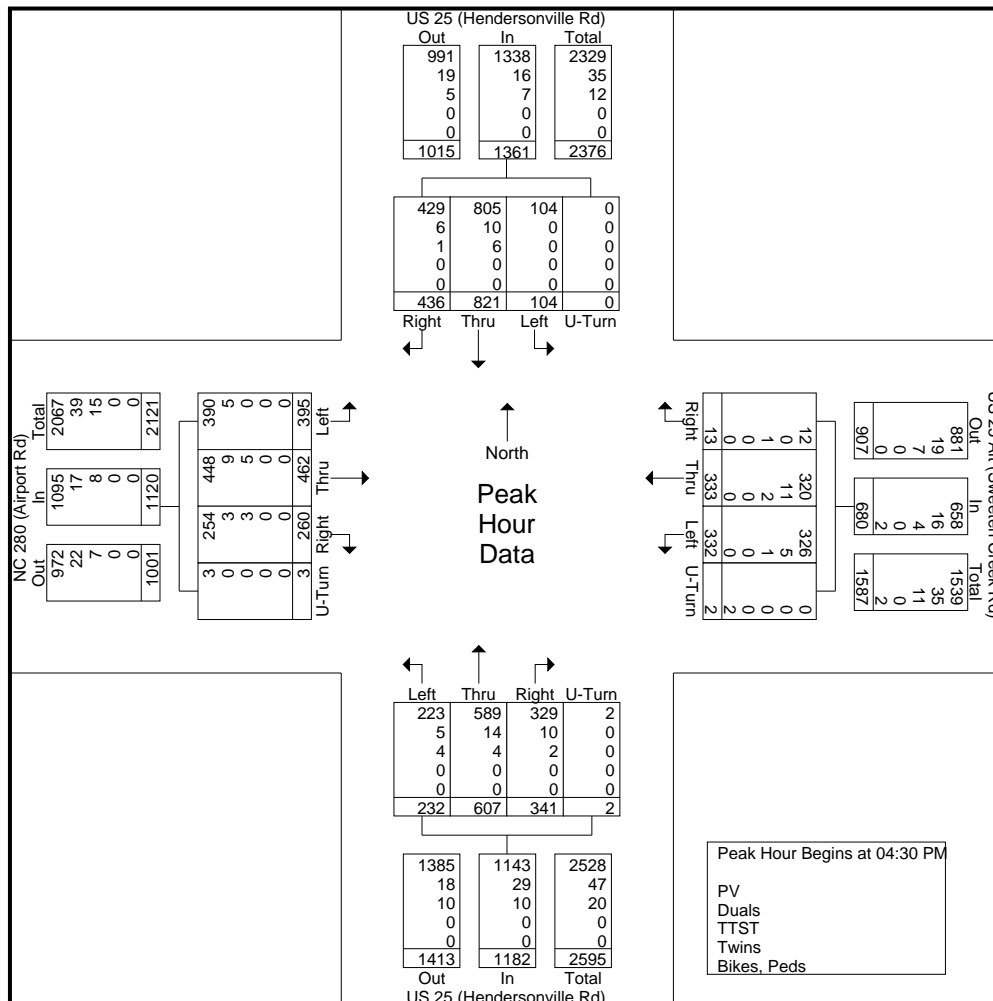 US 25 (Hendersonville Rd)
Out In Total
991 1338 2329
19 16 35
5 7 12
0 0 0
0 0 0
1015 1361 2376
429 805 104 0
6 10 0 0
1 6 0 0
0 0 0 0
0 0 0 0
436 821 104 0
Right Thru Left U-Turn
NC 280 (Airport Rd)
Out In Total
972 1095 2067
22 17 39
7 8 15
0 0 0
0 0 0
1001 1120 2121
U-Turn Right Thru Left
3 254 448 390
0 3 9 5
0 3 5 0
0 0 0 0
0 0 0 0
3 260 462 395
North
Peak
Hour
Data
Right Thru Left U-Turn
12 320 326 0
0 11 5 0
1 2 1 0
0 0 0 0
0 0 0 2
13 333 332 2
US 25 Alt (Sweeten Creek Rd)
Out In Total
881 658 1539
19 16 35
7 4 11
0 0 0
0 2 2
907 680 1587
Left Thru Right U-Turn
223 589 329 2
5 14 10 0
4 4 2 0
0 0 0 0
0 0 0 0
232 607 341 2
1385 1143 2528
18 29 47
10 10 20
0 0 0
0 0 0
1413 1182 2595
Out In Total
US 25 (Hendersonville Rd)
Peak Hour Begins at 04:30 PM
PV
Duals
TTST
Twins
Bikes, Peds